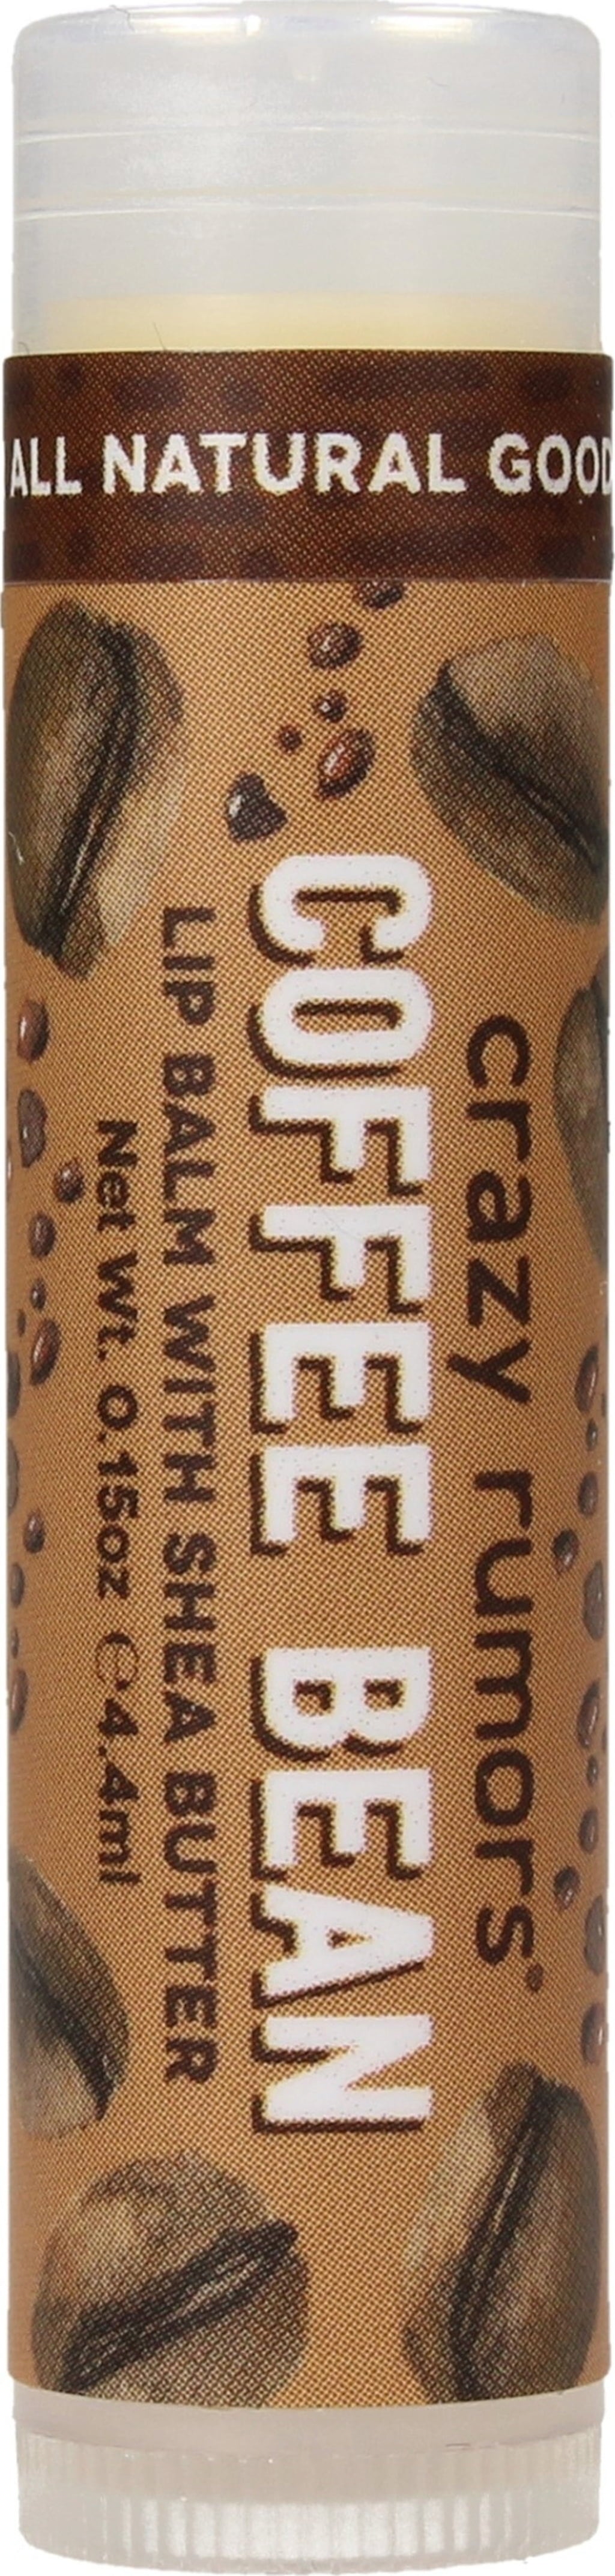 ALL NATURAL GOOD
crazy rumors®
COFFEE BEAN
LIP BALM WITH SHEA BUTTER
Net Wt. 0.15oz ℮4.4ml